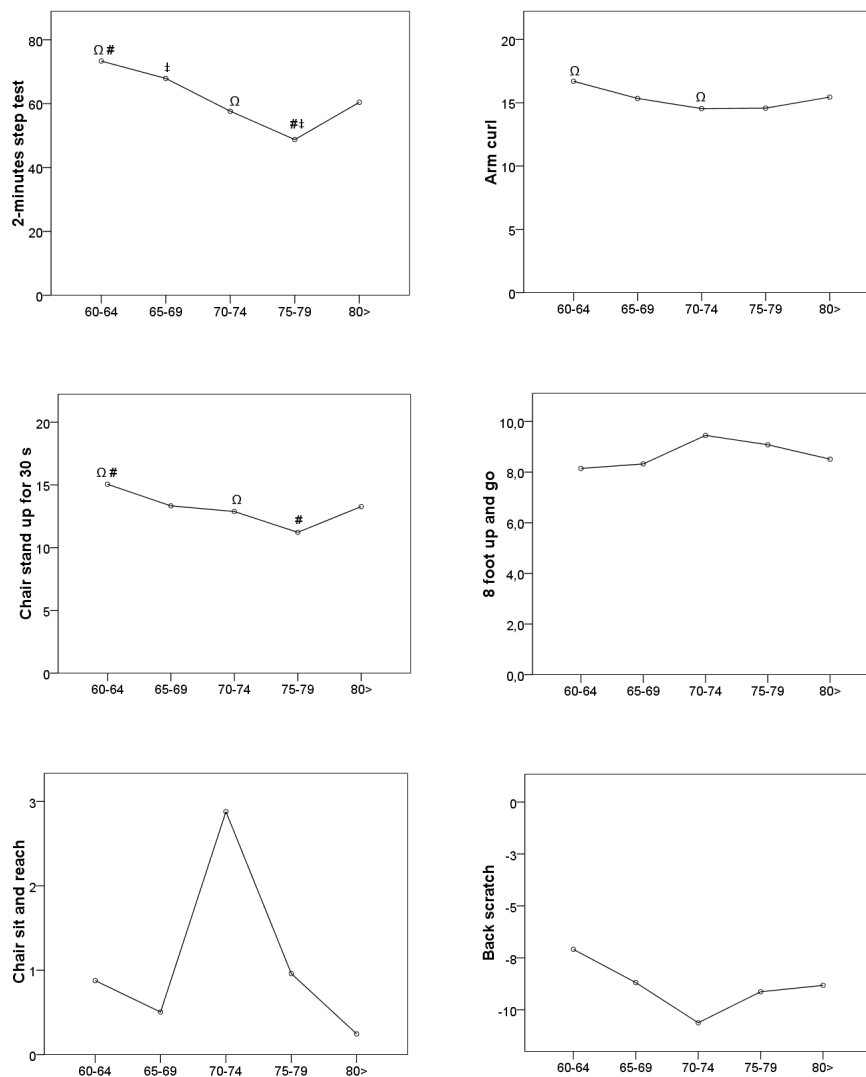 2-minutes step test
80
60
40
20
0
Ω #
‡
Ω
#‡
60-64 65-69 70-74 75-79 80>
Arm curl
20
15
10
5
0
Ω
Ω
60-64 65-69 70-74 75-79 80>
Chair stand up for 30 s
20
15
10
5
0
Ω #
Ω
#
60-64 65-69 70-74 75-79 80>
8 foot up and go
10,0
8,0
6,0
4,0
2,0
0,0
60-64 65-69 70-74 75-79 80>
Chair sit and reach
3
2
1
0
60-64 65-69 70-74 75-79 80>
Back scratch
0
-3
-5
-8
-10
60-64 65-69 70-74 75-79 80>